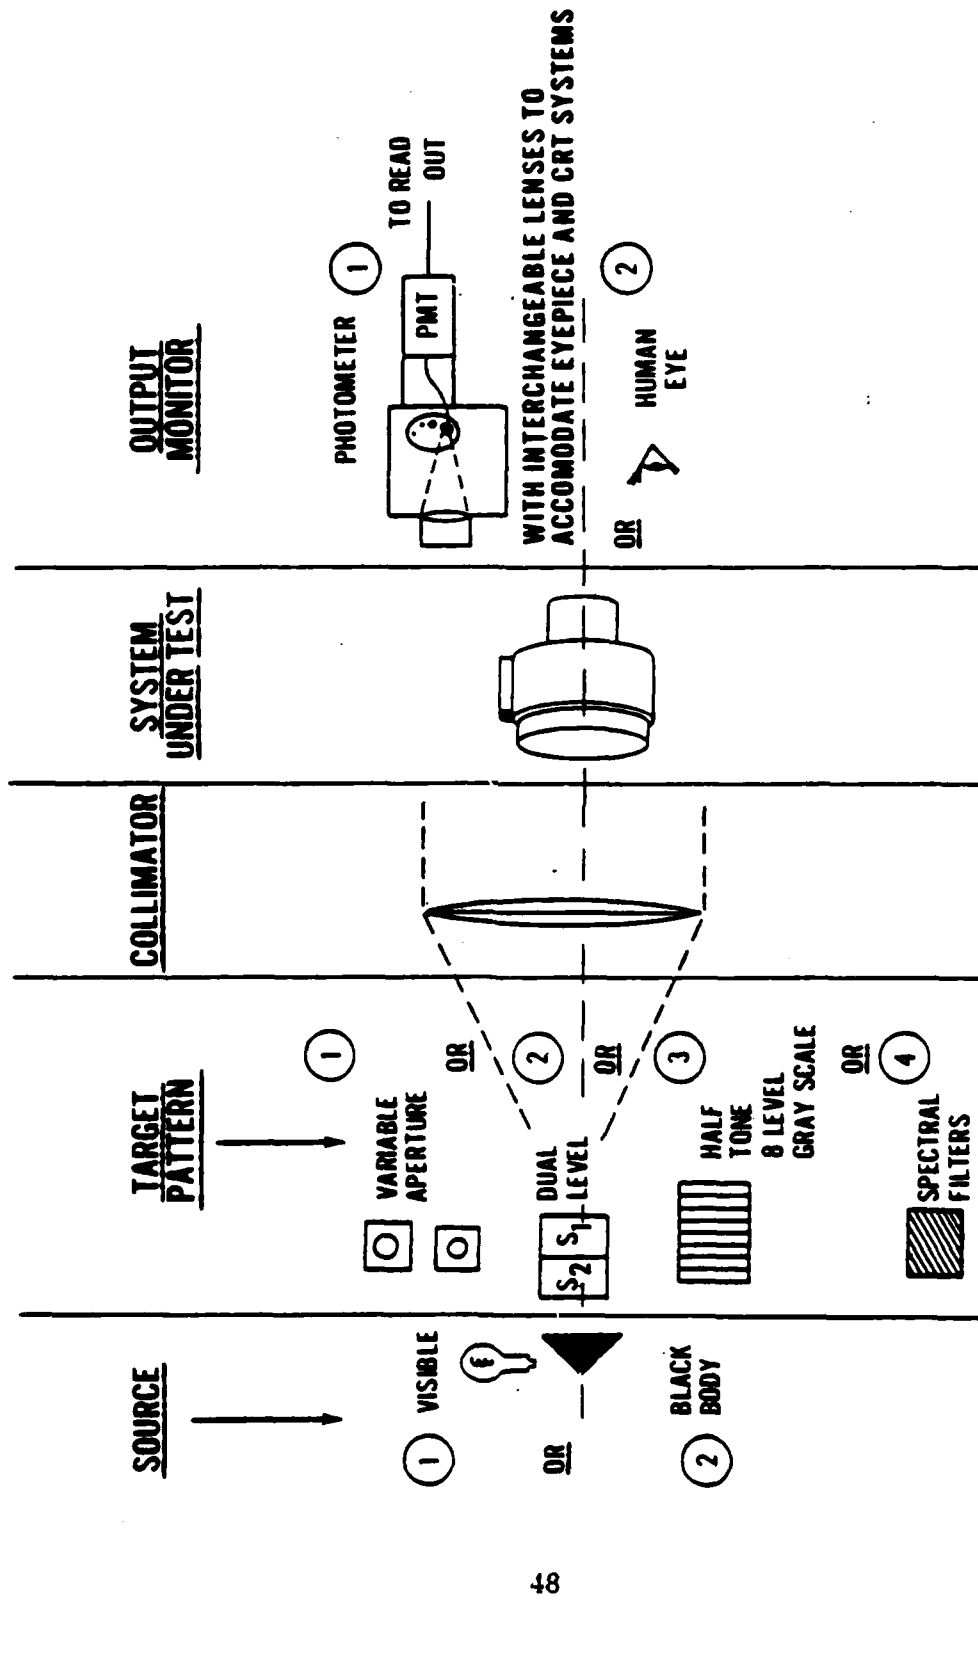 SOURCE
1
VISIBLE
E
OR
2
BLACK
BODY
TARGET
PATTERN
VARIABLE
APERTURE
1
OR
S2 S1
DUAL
LEVEL
2
OR
HALF
TONE
8 LEVEL
GRAY SCALE
3
OR
SPECTRAL
FILTERS
4
COLLIMATOR
SYSTEM
UNDER TEST
OUTPUT
MONITOR
PHOTOMETER
1
PMT
TO READ
OUT
WITH INTERCHANGEABLE LENSES TO
ACCOMODATE EYEPIECE AND CRT SYSTEMS
OR
HUMAN
EYE
2
48